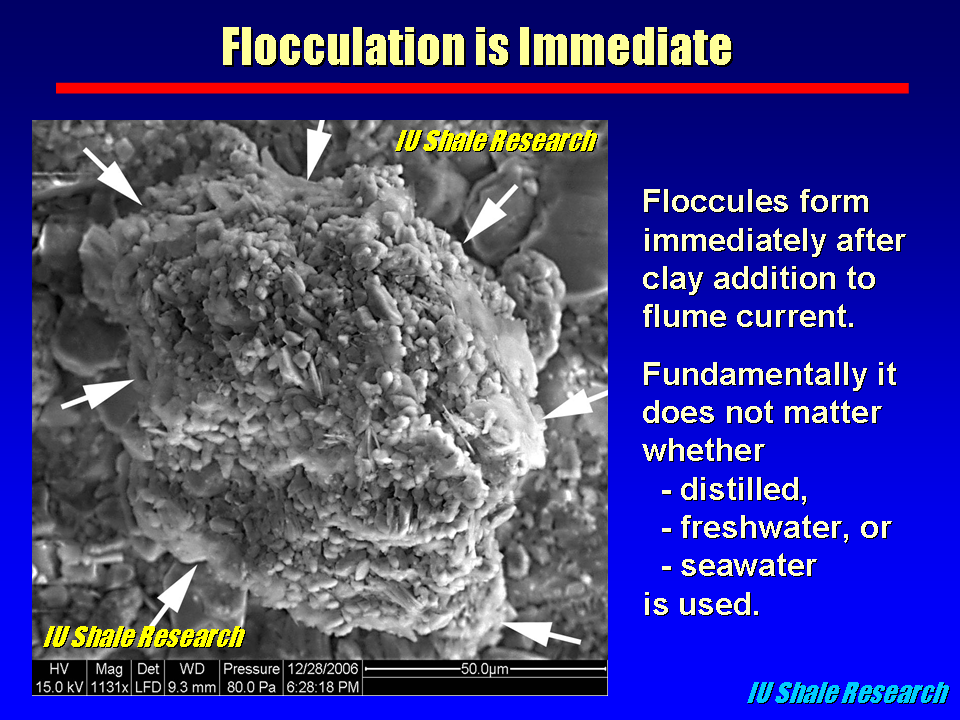 Flocculation is Immediate
IU Shale Research
Floccules form
immediately after
clay addition to
flume current.
Fundamentally it
does not matter
whether
- distilled,
- freshwater, or
- seawater
is used.
IU Shale Research
HV Mag Det WD Pressure 12/28/2006 50.0µm
15.0 kV 1131x LFD 9.3 mm 80.0 Pa 6:28:18 PM
IU Shale Research